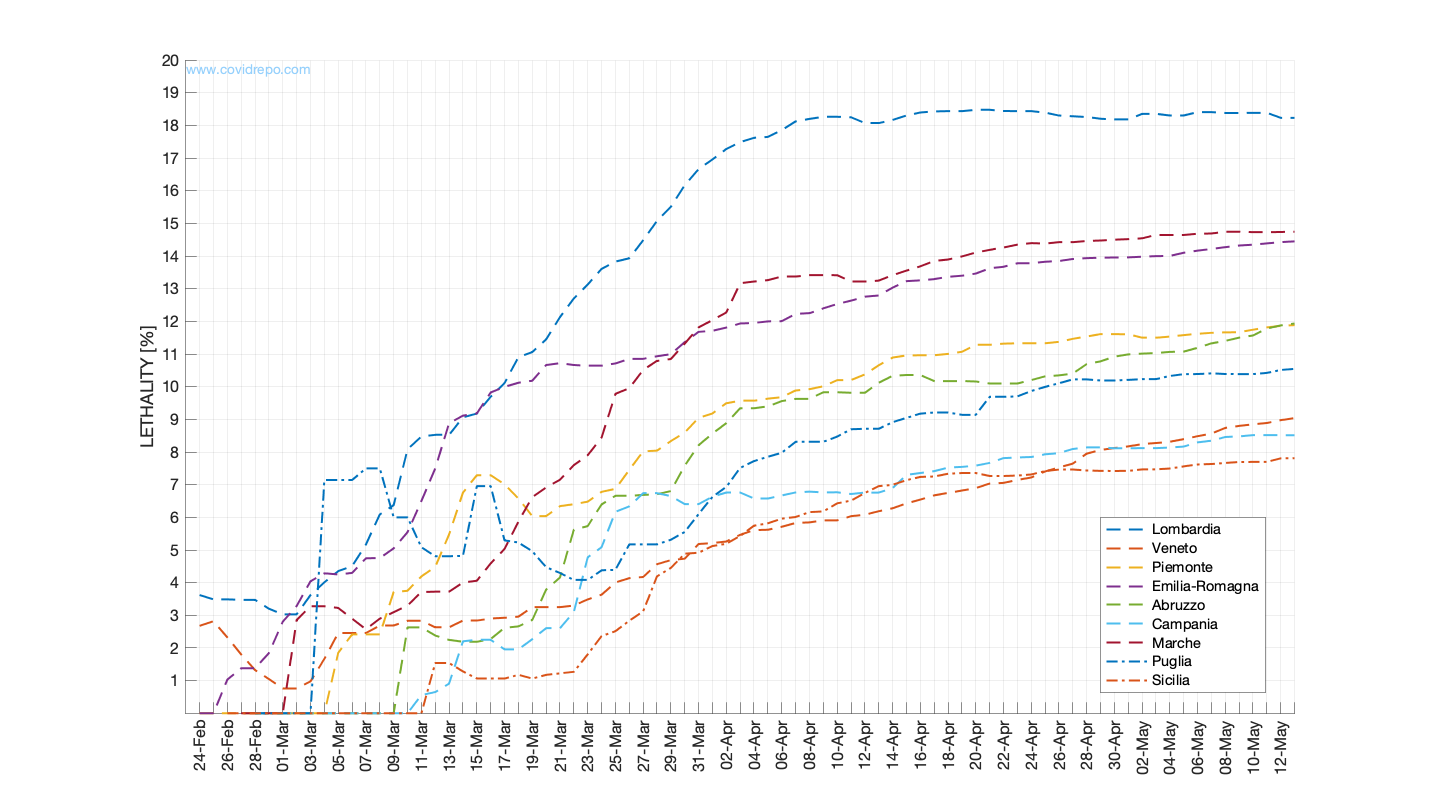 20
www.covidrepo.com
19
18
17
16
15
14
13
12
11
10
9
8
7
6
5
4
3
2
1
LETHALITY [%]
Lombardia
Veneto
Piemonte
Emilia-Romagna
Abruzzo
Campania
Marche
Puglia
Sicilia
24-Feb
26-Feb
28-Feb
01-Mar
03-Mar
05-Mar
07-Mar
09-Mar
11-Mar
13-Mar
15-Mar
17-Mar
19-Mar
21-Mar
23-Mar
25-Mar
27-Mar
29-Mar
31-Mar
02-Apr
04-Apr
06-Apr
08-Apr
10-Apr
12-Apr
14-Apr
16-Apr
18-Apr
20-Apr
22-Apr
24-Apr
26-Apr
28-Apr
30-Apr
02-May
04-May
06-May
08-May
10-May
12-May